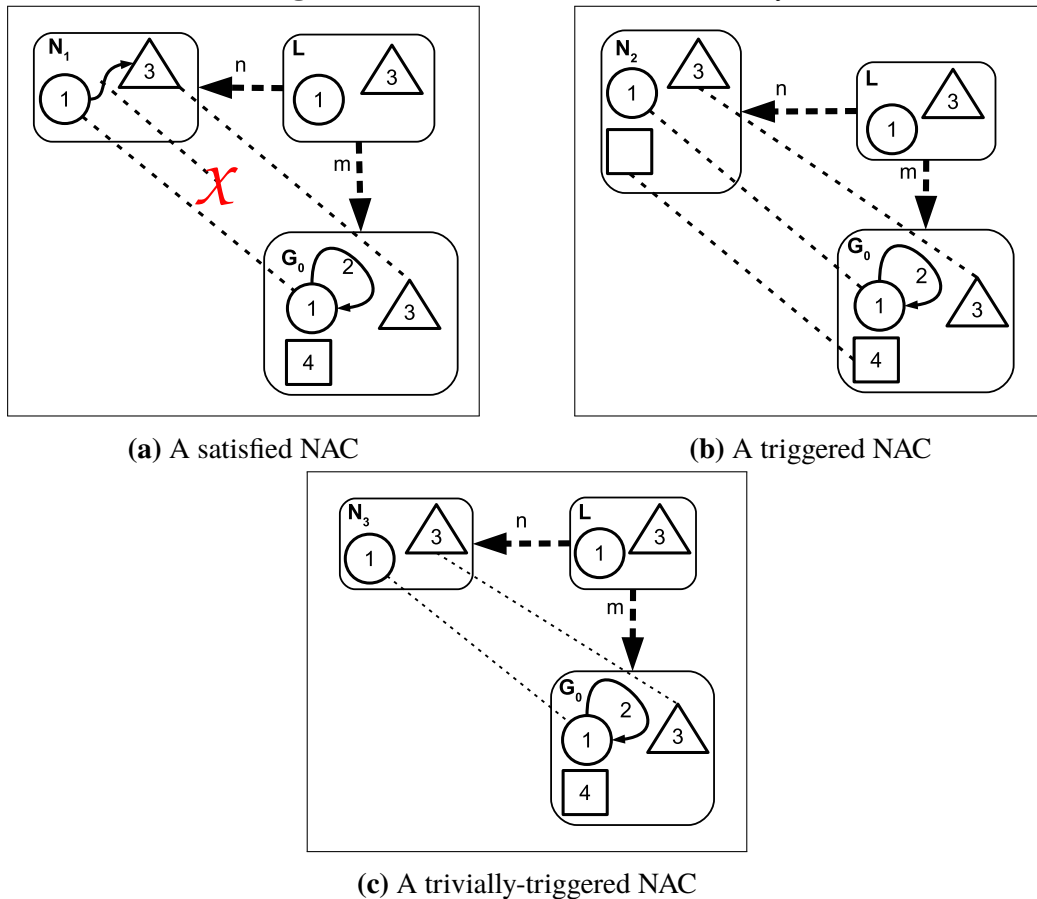 N₁
3
1
n
L
1
3
m
X
G₀
2
1
3
4
(a) A satisfied NAC
N₂
3
1
n
L
3
1
m
G₀
2
1
3
4
(b) A triggered NAC
N₃
3
1
n
L
3
1
m
G₀
2
1
3
4
(c) A trivially-triggered NAC